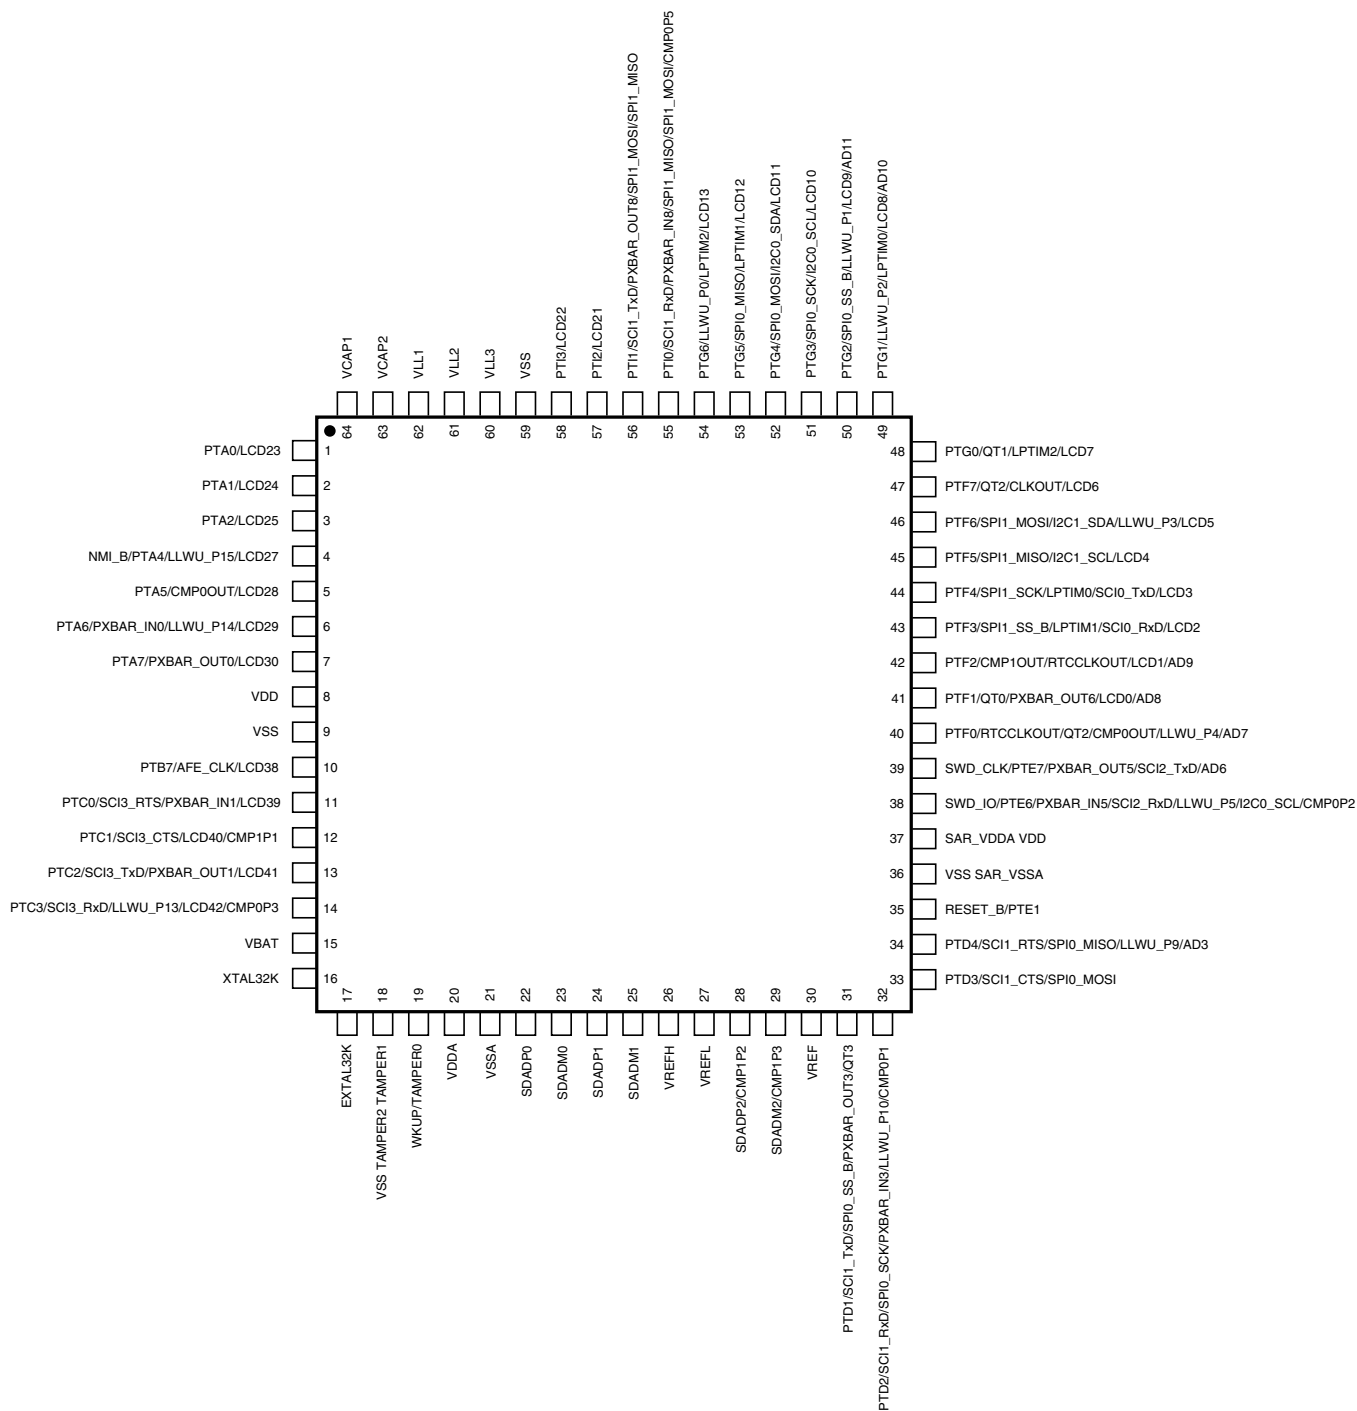 VCAP1
VCAP2
VLL1
VLL2
VLL3
VSS
PTI3/LCD22
PTI2/LCD21
PTI1/SCI1_TxD/PXBAR_OUT8/SPI1_MOSI/SPI1_MISO
PTI0/SCI1_RxD/PXBAR_IN8/SPI1_MISO/SPI1_MOSI/CMP0P5
PTG6/LLWU_P0/LPTIM2/LCD13
PTG5/SPI0_MISO/LPTIM1/LCD12
PTG4/SPI0_MOSI/I2C0_SDA/LCD11
PTG3/SPI0_SCK/I2C0_SCL/LCD10
PTG2/SPI0_SS_B/LLWU_P1/LCD9/AD11
PTG1/LLWU_P2/LPTIM0/LCD8/AD10
64
63
62
61
60
59
58
57
56
55
54
53
52
51
50
49
PTA0/LCD23 1
PTA1/LCD24 2
PTA2/LCD25 3
NMI_B/PTA4/LLWU_P15/LCD27 4
PTA5/CMP0OUT/LCD28 5
PTA6/PXBAR_IN0/LLWU_P14/LCD29 6
PTA7/PXBAR_OUT0/LCD30 7
VDD 8
VSS 9
PTB7/AFE_CLK/LCD38 10
PTC0/SCI3_RTS/PXBAR_IN1/LCD39 11
PTC1/SCI3_CTS/LCD40/CMP1P1 12
PTC2/SCI3_TxD/PXBAR_OUT1/LCD41 13
PTC3/SCI3_RxD/LLWU_P13/LCD42/CMP0P3 14
VBAT 15
XTAL32K 16
48 PTG0/QT1/LPTIM2/LCD7
47 PTF7/QT2/CLKOUT/LCD6
46 PTF6/SPI1_MOSI/I2C1_SDA/LLWU_P3/LCD5
45 PTF5/SPI1_MISO/I2C1_SCL/LCD4
44 PTF4/SPI1_SCK/LPTIM0/SCI0_TxD/LCD3
43 PTF3/SPI1_SS_B/LPTIM1/SCI0_RxD/LCD2
42 PTF2/CMP1OUT/RTCCLKOUT/LCD1/AD9
41 PTF1/QT0/PXBAR_OUT6/LCD0/AD8
40 PTF0/RTCCLKOUT/QT2/CMP0OUT/LLWU_P4/AD7
39 SWD_CLK/PTE7/PXBAR_OUT5/SCI2_TxD/AD6
38 SWD_IO/PTE6/PXBAR_IN5/SCI2_RxD/LLWU_P5/I2C0_SCL/CMP0P2
37 SAR_VDDA VDD
36 VSS SAR_VSSA
35 RESET_B/PTE1
34 PTD4/SCI1_RTS/SPI0_MISO/LLWU_P9/AD3
33 PTD3/SCI1_CTS/SPI0_MOSI
17
18
19
20
21
22
23
24
25
26
27
28
29
30
31
32
EXTAL32K
VSS TAMPER2 TAMPER1
WKUP/TAMPER0
VDDA
VSSA
SDADP0
SDADM0
SDADP1
SDADM1
VREFH
VREFL
SDADP2/CMP1P2
SDADM2/CMP1P3
VREF
PTD1/SCI1_TxD/SPI0_SS_B/PXBAR_OUT3/QT3
PTD2/SCI1_RxD/SPI0_SCK/PXBAR_IN3/LLWU_P10/CMP0P1